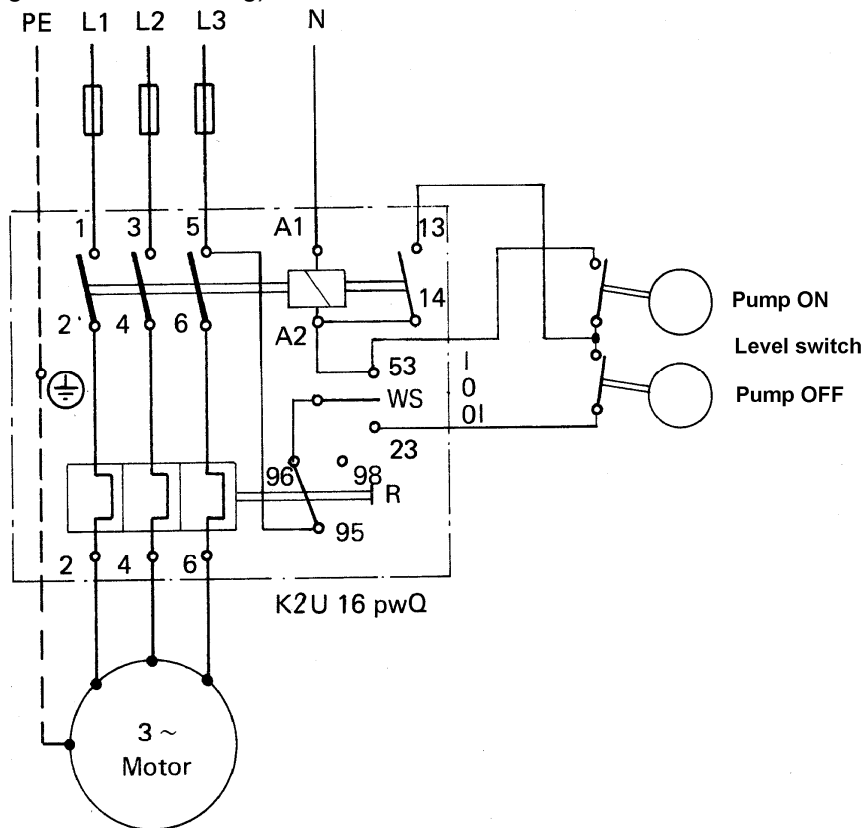 PE L1 L2 L3 N
1 3 5 A1 13
14
2 4 6 A2
53 I
WS 0
0I
23
96 98
R
95
2 4 6
K2U 16 pwQ
3 ~
Motor
Pump ON
Level switch
Pump OFF